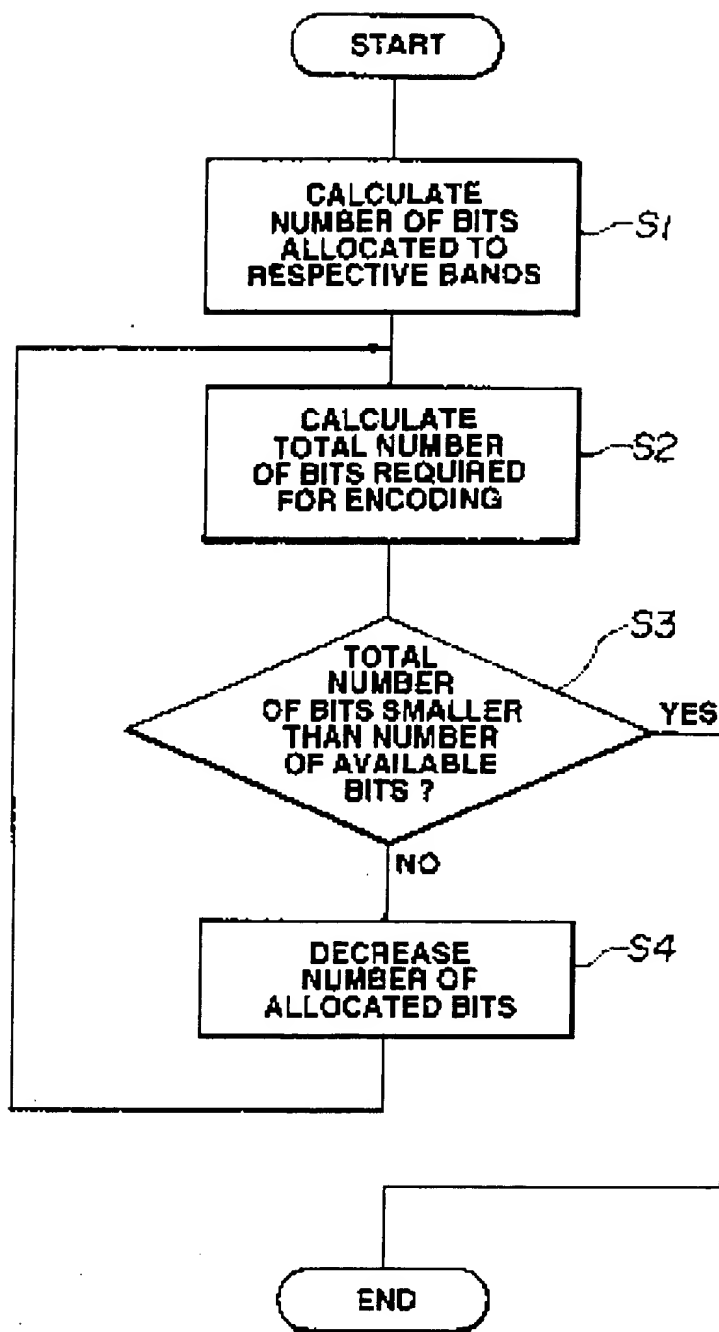 START
CALCULATE
NUMBER OF BITS
ALLOCATED TO
RESPECTIVE BANDS
S1
CALCULATE
TOTAL NUMBER
OF BITS REQUIRED
FOR ENCODING
S2
S3
TOTAL
NUMBER
OF BITS SMALLER
THAN NUMBER
OF AVAILABLE
BITS ?
YES
NO
DECREASE
NUMBER OF
ALLOCATED BITS
S4
END